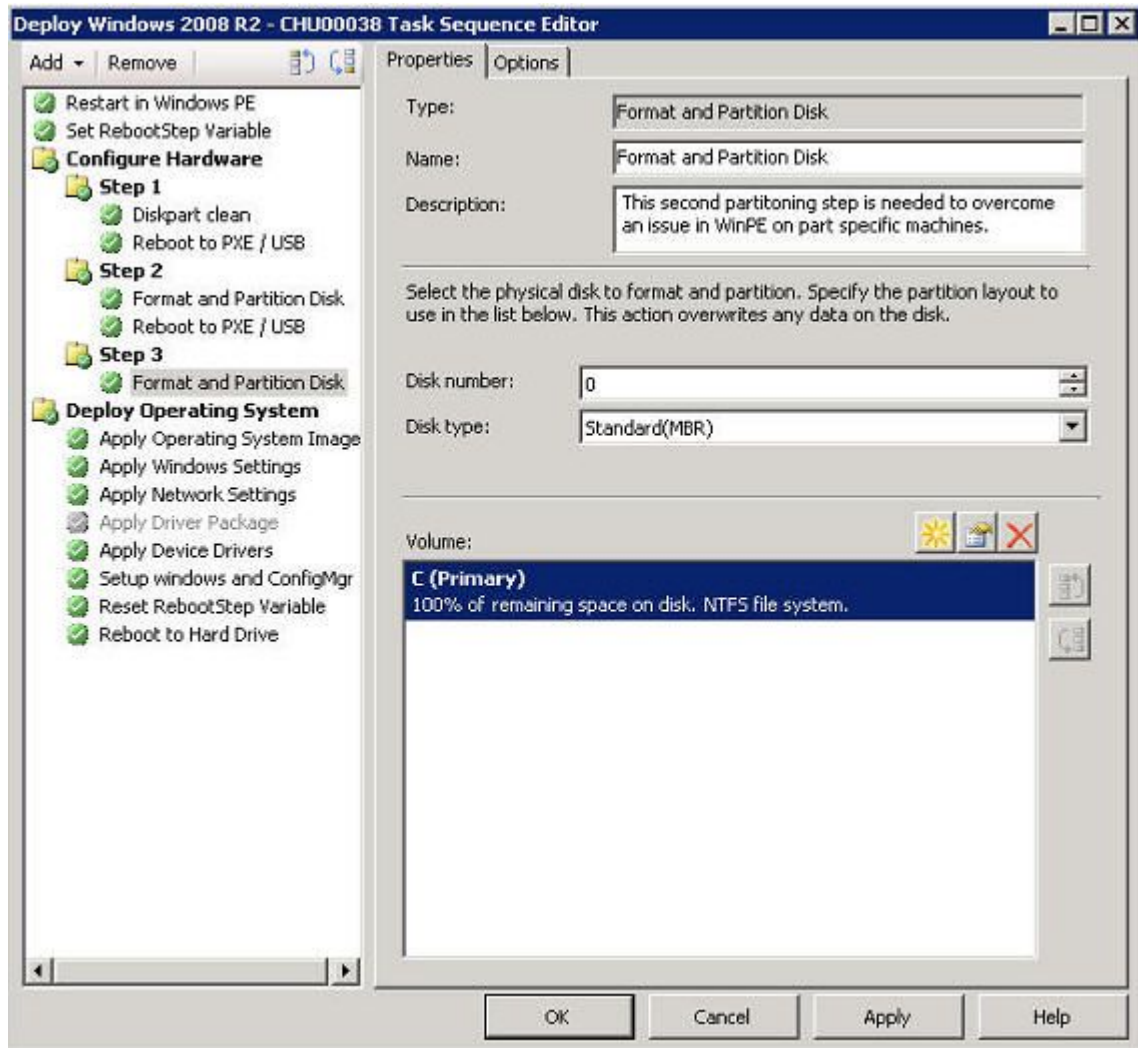 Deploy Windows 2008 R2 - CHU00038 Task Sequence Editor
Add
Remove
Restart in Windows PE
Set RebootStep Variable
Configure Hardware
Step 1
Diskpart clean
Reboot to PXE / USB
Step 2
Format and Partition Disk
Reboot to PXE / USB
Step 3
Format and Partition Disk
Deploy Operating System
Apply Operating System Image
Apply Windows Settings
Apply Network Settings
Apply Driver Package
Apply Device Drivers
Setup windows and ConfigMgr
Reset RebootStep Variable
Reboot to Hard Drive
Properties
Options
Type:
Format and Partition Disk
Name:
Format and Partition Disk
Description:
This second partitoning step is needed to overcome
an issue in WinPE on part specific machines.
Select the physical disk to format and partition. Specify the partition layout to
use in the list below. This action overwrites any data on the disk.
Disk number:
0
Disk type:
Standard(MBR)
Volume:
C (Primary)
100% of remaining space on disk. NTFS file system.
OK
Cancel
Apply
Help